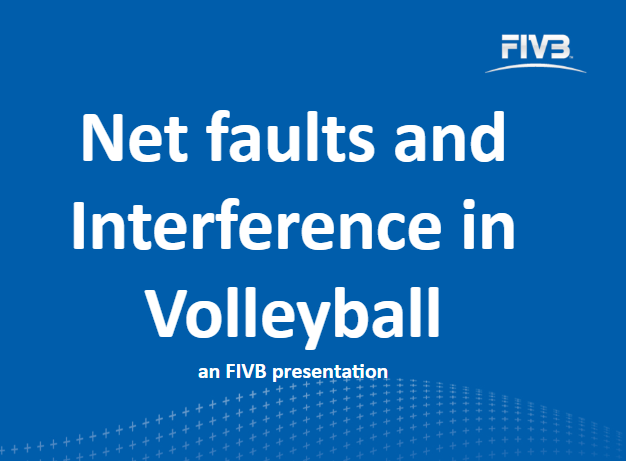 FIVB
Net faults and
Interference in
Volleyball
an FIVB presentation